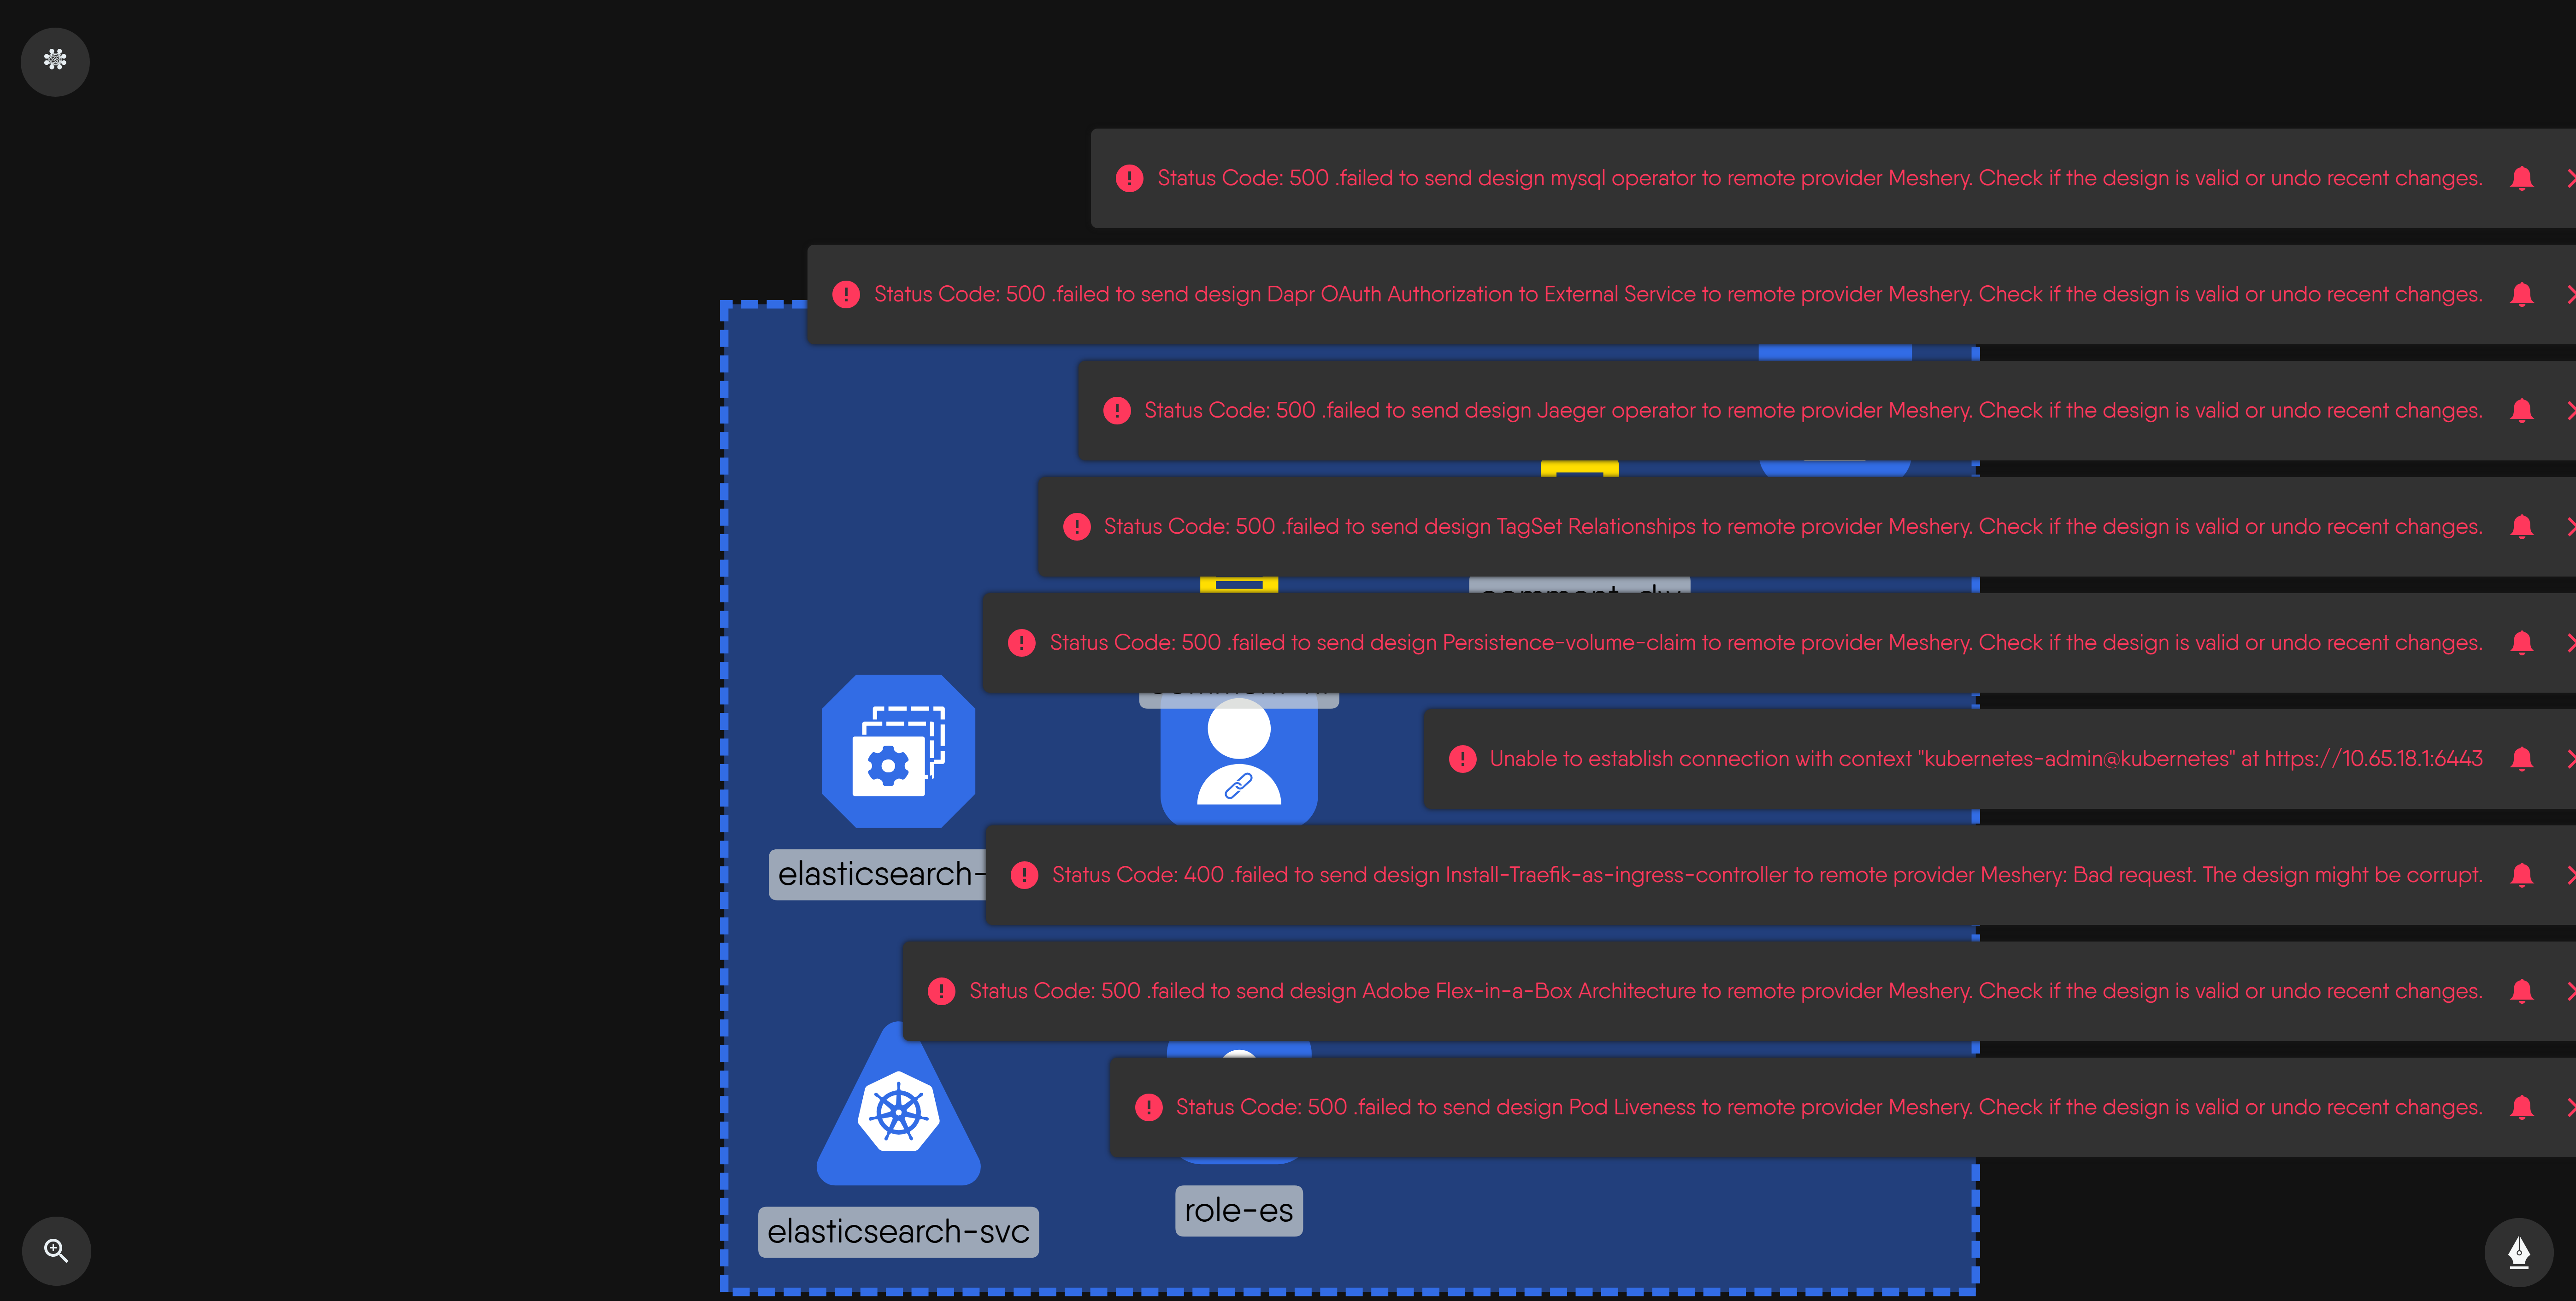 Status Code: 500 .failed to send design mysql operator to remote provider Meshery. Check if the design is valid or undo recent changes.
Status Code: 500 .failed to send design Dapr OAuth Authorization to External Service to remote provider Meshery. Check if the design is valid or undo recent changes.
Status Code: 500 .failed to send design Jaeger operator to remote provider Meshery. Check if the design is valid or undo recent changes.
Status Code: 500 .failed to send design TagSet Relationships to remote provider Meshery. Check if the design is valid or undo recent changes.
Status Code: 500 .failed to send design Persistence-volume-claim to remote provider Meshery. Check if the design is valid or undo recent changes.
Unable to establish connection with context "kubernetes-admin@kubernetes" at https://10.65.18.1:6443
elasticsearch-
Status Code: 400 .failed to send design Install-Traefik-as-ingress-controller to remote provider Meshery: Bad request. The design might be corrupt.
Status Code: 500 .failed to send design Adobe Flex-in-a-Box Architecture to remote provider Meshery. Check if the design is valid or undo recent changes.
Status Code: 500 .failed to send design Pod Liveness to remote provider Meshery. Check if the design is valid or undo recent changes.
role-es
elasticsearch-svc